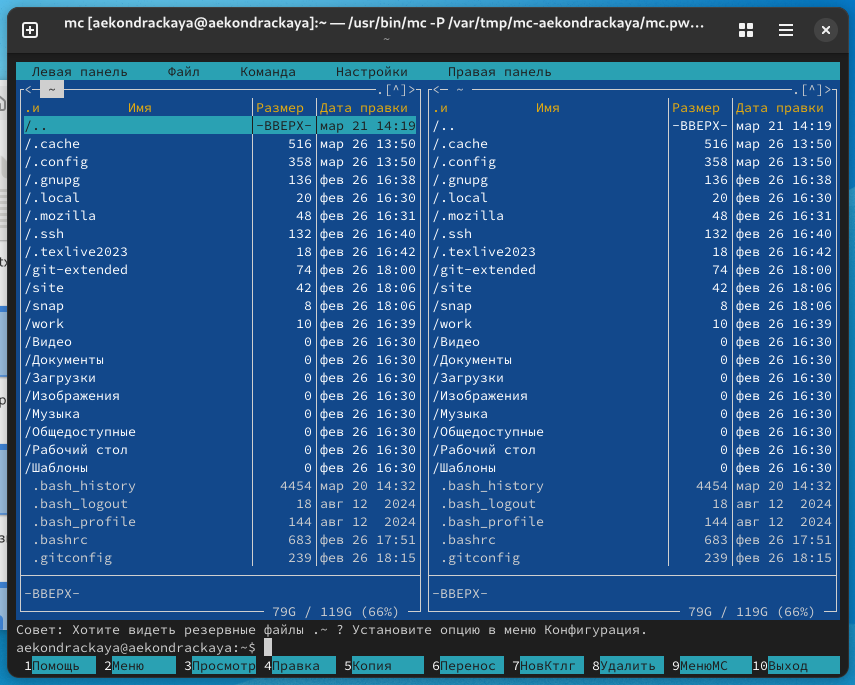 mc [aekondrackaya@aekondrackaya]:~ — /usr/bin/mc -P /var/tmp/mc-aekondrackaya/mc.pw…
~
Левая панель Файл Команда Настройки Правая панель
<- ~ .[^]> <- ~ .[^]>
.и Имя Размер Дата правки .и Имя Размер Дата правки
/.. -ВВЕРХ- мар 21 14:19 /.. -ВВЕРХ- мар 21 14:19
/.cache 516 мар 26 13:50 /.cache 516 мар 26 13:50
/.config 358 мар 26 13:50 /.config 358 мар 26 13:50
/.gnupg 136 фев 26 16:38 /.gnupg 136 фев 26 16:38
/.local 20 фев 26 16:30 /.local 20 фев 26 16:30
/.mozilla 48 фев 26 16:31 /.mozilla 48 фев 26 16:31
/.ssh 132 фев 26 16:40 /.ssh 132 фев 26 16:40
/.texlive2023 18 фев 26 16:42 /.texlive2023 18 фев 26 16:42
/git-extended 74 фев 26 18:00 /git-extended 74 фев 26 18:00
/site 42 фев 26 18:06 /site 42 фев 26 18:06
/snap 8 фев 26 18:06 /snap 8 фев 26 18:06
/work 10 фев 26 16:39 /work 10 фев 26 16:39
/Видео 0 фев 26 16:30 /Видео 0 фев 26 16:30
/Документы 0 фев 26 16:30 /Документы 0 фев 26 16:30
/Загрузки 0 фев 26 16:30 /Загрузки 0 фев 26 16:30
/Изображения 0 фев 26 16:30 /Изображения 0 фев 26 16:30
/Музыка 0 фев 26 16:30 /Музыка 0 фев 26 16:30
/Общедоступные 0 фев 26 16:30 /Общедоступные 0 фев 26 16:30
/Рабочий стол 0 фев 26 16:30 /Рабочий стол 0 фев 26 16:30
/Шаблоны 0 фев 26 16:30 /Шаблоны 0 фев 26 16:30
.bash_history 4454 мар 20 14:32 .bash_history 4454 мар 20 14:32
.bash_logout 18 авг 12 2024 .bash_logout 18 авг 12 2024
.bash_profile 144 авг 12 2024 .bash_profile 144 авг 12 2024
.bashrc 683 фев 26 17:51 .bashrc 683 фев 26 17:51
.gitconfig 239 фев 26 18:15 .gitconfig 239 фев 26 18:15
-ВВЕРХ- -ВВЕРХ-
79G / 119G (66%) 79G / 119G (66%)
Совет: Хотите видеть резервные файлы .~ ? Установите опцию в меню Конфигурация.
aekondrackaya@aekondrackaya:~$
1Помощь 2Меню 3Просмотр 4Правка 5Копия 6Перенос 7НовКтлг 8Удалить 9МенюМС 10Выход